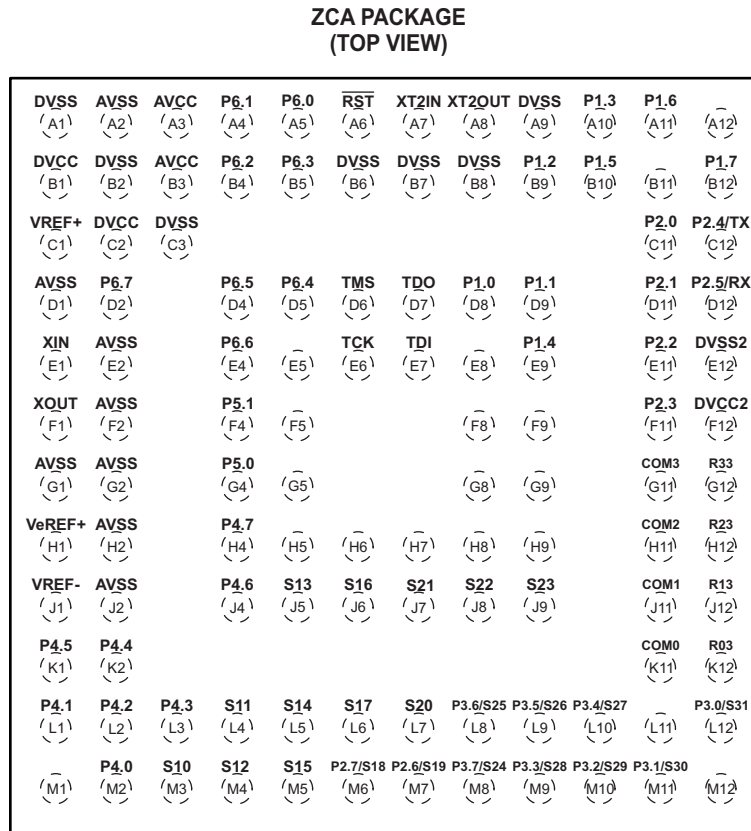 ZCA PACKAGE
(TOP VIEW)
DVSS AVSS AVCC P6.1 P6.0 RST XT2IN XT2OUT DVSS P1.3 P1.6
A1 A2 A3 A4 A5 A6 A7 A8 A9 A10 A11 A12
DVCC DVSS AVCC P6.2 P6.3 DVSS DVSS DVSS P1.2 P1.5 P1.7
B1 B2 B3 B4 B5 B6 B7 B8 B9 B10 B11 B12
VREF+ DVCC DVSS P2.0 P2.4/TX
C1 C2 C3 C11 C12
AVSS P6.7 P6.5 P6.4 TMS TDO P1.0 P1.1 P2.1 P2.5/RX
D1 D2 D4 D5 D6 D7 D8 D9 D11 D12
XIN AVSS P6.6 TCK TDI P1.4 P2.2 DVSS2
E1 E2 E4 E5 E6 E7 E8 E9 E11 E12
XOUT AVSS P5.1 P2.3 DVCC2
F1 F2 F4 F5 F8 F9 F11 F12
AVSS AVSS P5.0 COM3 R33
G1 G2 G4 G5 G8 G9 G11 G12
VeREF+ AVSS P4.7 COM2 R23
H1 H2 H4 H5 H6 H7 H8 H9 H11 H12
VREF- AVSS P4.6 S13 S16 S21 S22 S23 COM1 R13
J1 J2 J4 J5 J6 J7 J8 J9 J11 J12
P4.5 P4.4 COM0 R03
K1 K2 K11 K12
P4.1 P4.2 P4.3 S11 S14 S17 S20 P3.6/S25 P3.5/S26 P3.4/S27 P3.0/S31
L1 L2 L3 L4 L5 L6 L7 L8 L9 L10 L11 L12
P4.0 S10 S12 S15 P2.7/S18 P2.6/S19 P3.7/S24 P3.3/S28 P3.2/S29 P3.1/S30
M1 M2 M3 M4 M5 M6 M7 M8 M9 M10 M11 M12